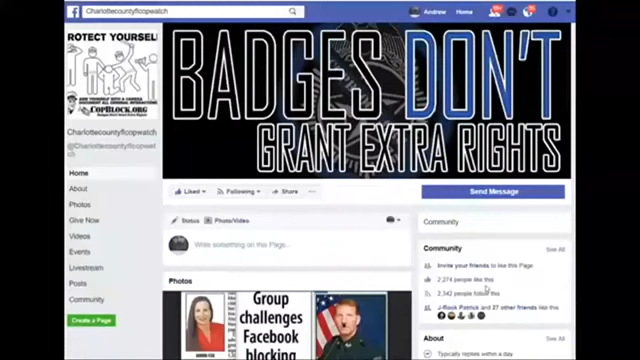 Charlottecountyflcopwatch
Andrew
Home
PROTECT YOURSELF
COPBLOCK.ORG
BADGES DON'T
GRANT EXTRA RIGHTS
Charlottecountyflcopwatch
@Charlottecountyflcopwat
ch
Home
About
Photos
Give Now
Videos
Events
Livestream
Posts
Community
Create a Page
Liked
Following
Share
Send Message
Status
Photo/Video
Write something on this Page...
Photos
Group
challenges
Facebook
blocking
Community
Community
See All
Invite your friends to like this Page
2,274 people like this
2,342 people follow this
J-Rook Patrick and 27 other friends like this
About
See All
Typically replies within a day